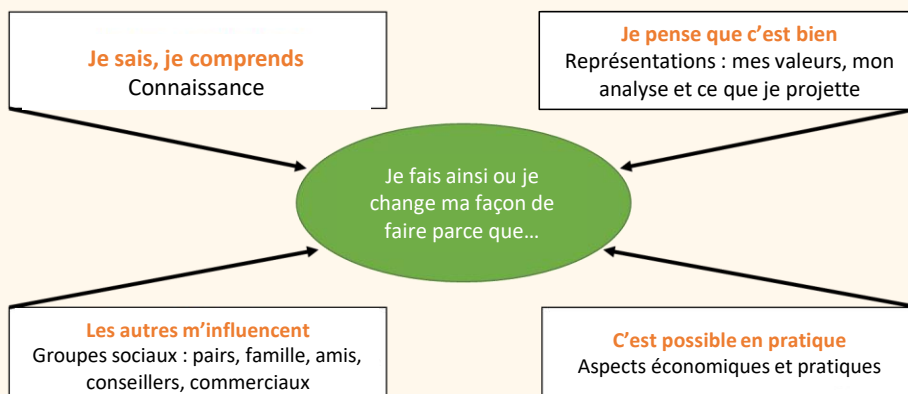 Je sais, je comprends
Connaissance
Je pense que c’est bien
Représentations : mes valeurs, mon
analyse et ce que je projette
Je fais ainsi ou je
change ma façon de
faire parce que…
Les autres m’influencent
Groupes sociaux : pairs, famille, amis,
conseillers, commerciaux
C’est possible en pratique
Aspects économiques et pratiques